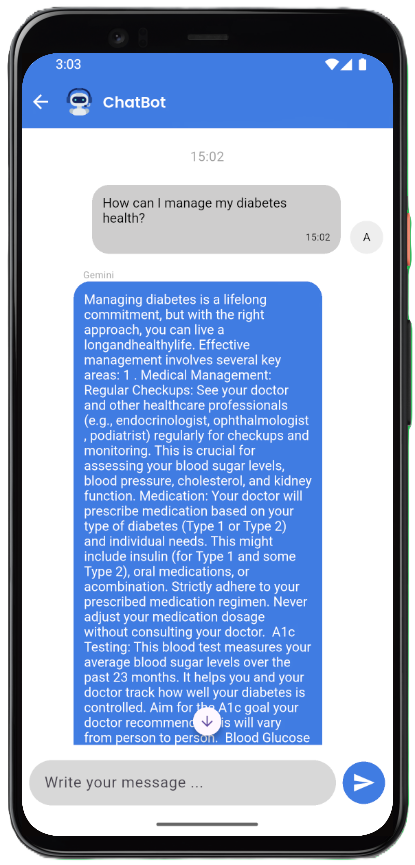 3:03
ChatBot
15:02
How can I manage my diabetes
health?
15:02
A
Gemini
Managing diabetes is a lifelong
commitment, but with the right
approach, you can live a
longandhealthylife. Effective
management involves several key
areas: 1 . Medical Management:
Regular Checkups: See your doctor
and other healthcare professionals
(e.g., endocrinologist, ophthalmologist
, podiatrist) regularly for checkups and
monitoring. This is crucial for
assessing your blood sugar levels,
blood pressure, cholesterol, and kidney
function. Medication: Your doctor will
prescribe medication based on your
type of diabetes (Type 1 or Type 2)
and individual needs. This might
include insulin (for Type 1 and some
Type 2), oral medications, or
acombination. Strictly adhere to your
prescribed medication regimen. Never
adjust your medication dosage
without consulting your doctor.  A1c
Testing: This blood test measures your
average blood sugar levels over the
past 23 months. It helps you and your
doctor track how well your diabetes is
controlled. Aim for the A1c goal your
doctor recommen is will vary
from person to person.  Blood Glucose
Write your message ...